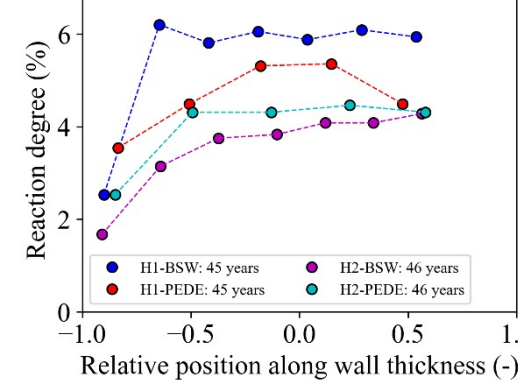 Reaction degree (%)
6
4
2
0
H1-BSW: 45 years
H2-BSW: 46 years
H1-PEDE: 45 years
H2-PEDE: 46 years
−1.0 −0.5 0.0 0.5 1.
Relative position along wall thickness (-)